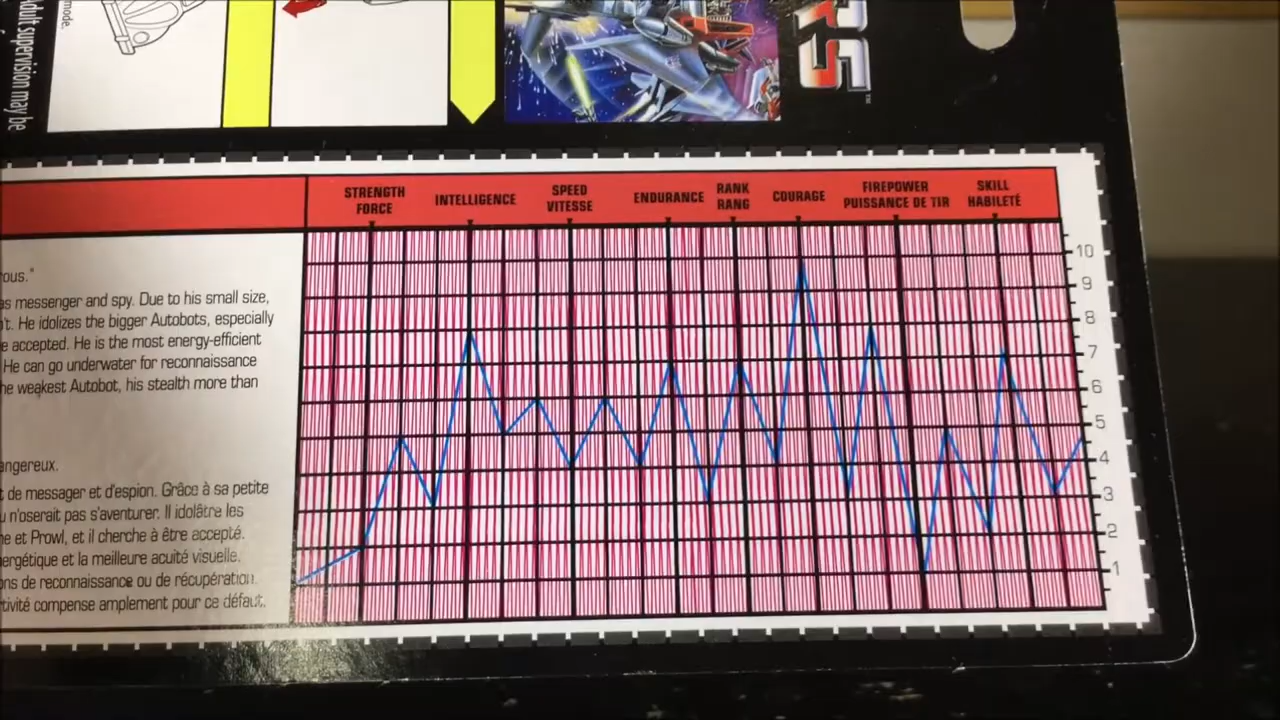 mode.
dult supervision may be
RS
STRENGTH
FORCE
INTELLIGENCE
SPEED
VITESSE
ENDURANCE
RANK
RANG
COURAGE
FIREPOWER
PUISSANCE DE TIR
SKILL
HABILETÉ
rous."
as messenger and spy. Due to his small size,
't. He idolizes the bigger Autobots, especially
e accepted. He is the most energy-efficient
He can go underwater for reconnaissance
he weakest Autobot, his stealth more than
angereux.
t de messager et d'espion. Grâce à sa petite
u n'oserait pas s'aventurer. Il idolâtre les
ne et Prowl, et il cherche à être accepté.
ergétique et la meilleure acuité visuelle.
ons de reconnaissance ou de récupération.
tivité compense amplement pour ce défaut.
10
9
8
7
6
5
4
3
2
1